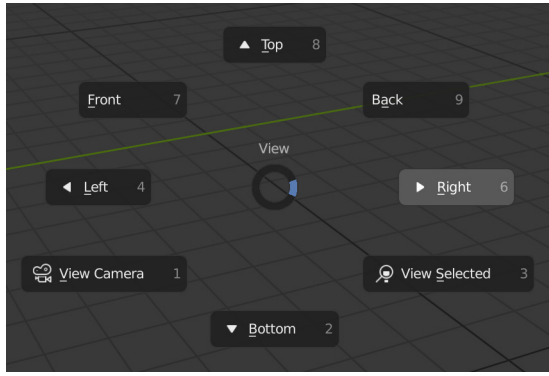 Top 8
Front 7
Back 9
View
Left 4
Right 6
View Camera 1
View Selected 3
Bottom 2